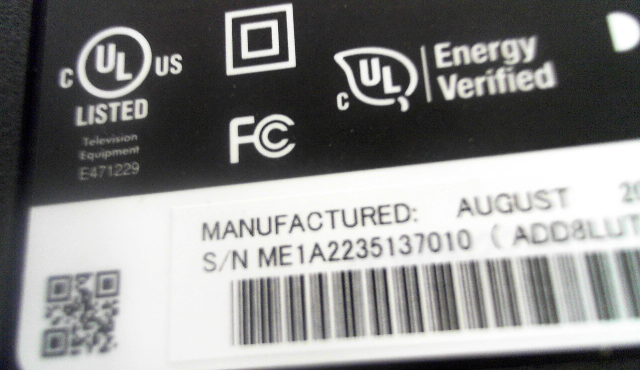 C UL US
LISTED
Television
Equipment
E471229
FC
C UL Energy
Verified
MANUFACTURED: AUGUST
S/N ME1A2235137010 ( ADD8LUT